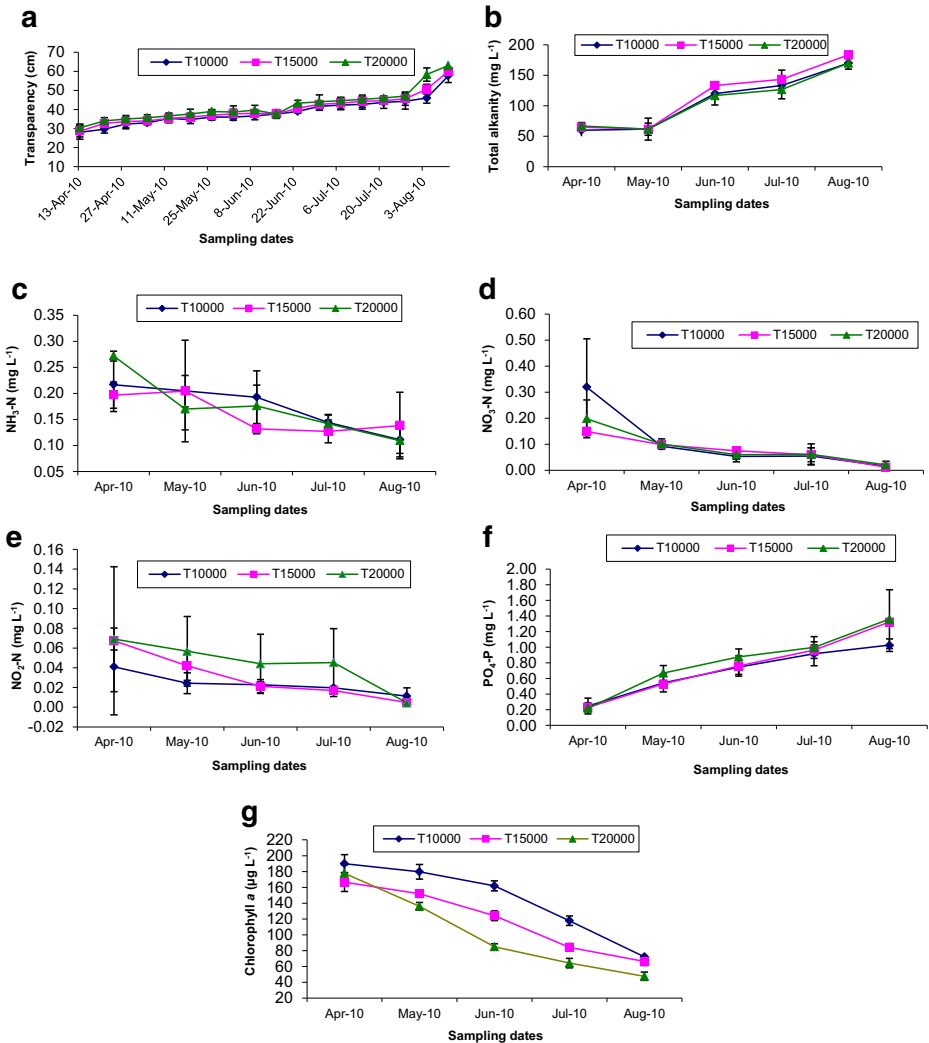 a
T10000 T15000 T20000
Transparency (cm)
70
60
50
40
30
20
10
13-Apr-10 27-Apr-10 11-May-10 25-May-10 8-Jun-10 22-Jun-10 6-Jul-10 20-Jul-10 3-Aug-10
Sampling dates
b
T10000 T15000 T20000
Total alkanity (mg L-1)
200
150
100
50
0
Apr-10 May-10 Jun-10 Jul-10 Aug-10
Sampling dates
c
T10000 T15000 T20000
NH3-N (mg L-1)
0.35
0.30
0.25
0.20
0.15
0.10
0.05
Apr-10 May-10 Jun-10 Jul-10 Aug-10
Sampling dates
d
T10000 T15000 T20000
NO3-N (mg L-1)
0.60
0.50
0.40
0.30
0.20
0.10
0.00
Apr-10 May-10 Jun-10 Jul-10 Aug-10
Sampling dates
e
T10000 T15000 T20000
NO2-N (mg L-1)
0.16
0.14
0.12
0.10
0.08
0.06
0.04
0.02
0.00
-0.02
Apr-10 May-10 Jun-10 Jul-10 Aug-10
Sampling dates
f
T10000 T15000 T20000
PO4-P (mg L-1)
2.00
1.80
1.60
1.40
1.20
1.00
0.80
0.60
0.40
0.20
0.00
Apr-10 May-10 Jun-10 Jul-10 Aug-10
Sampling dates
g
T10000 T15000 T20000
Chlorophyll a (µg L-1)
220
200
180
160
140
120
100
80
60
40
20
Apr-10 May-10 Jun-10 Jul-10 Aug-10
Sampling dates